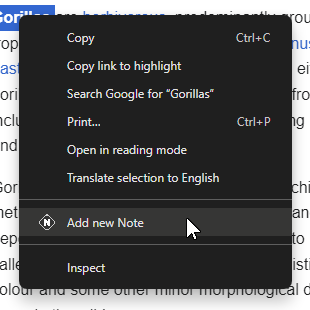 Gorillas are herbivorous, predominantly
Copy Ctrl+C
Copy link to highlight
Search Google for “Gorillas”
Print... Ctrl+P
Open in reading mode
Translate selection to English
Add new Note
Inspect
colour and some other minor morphological